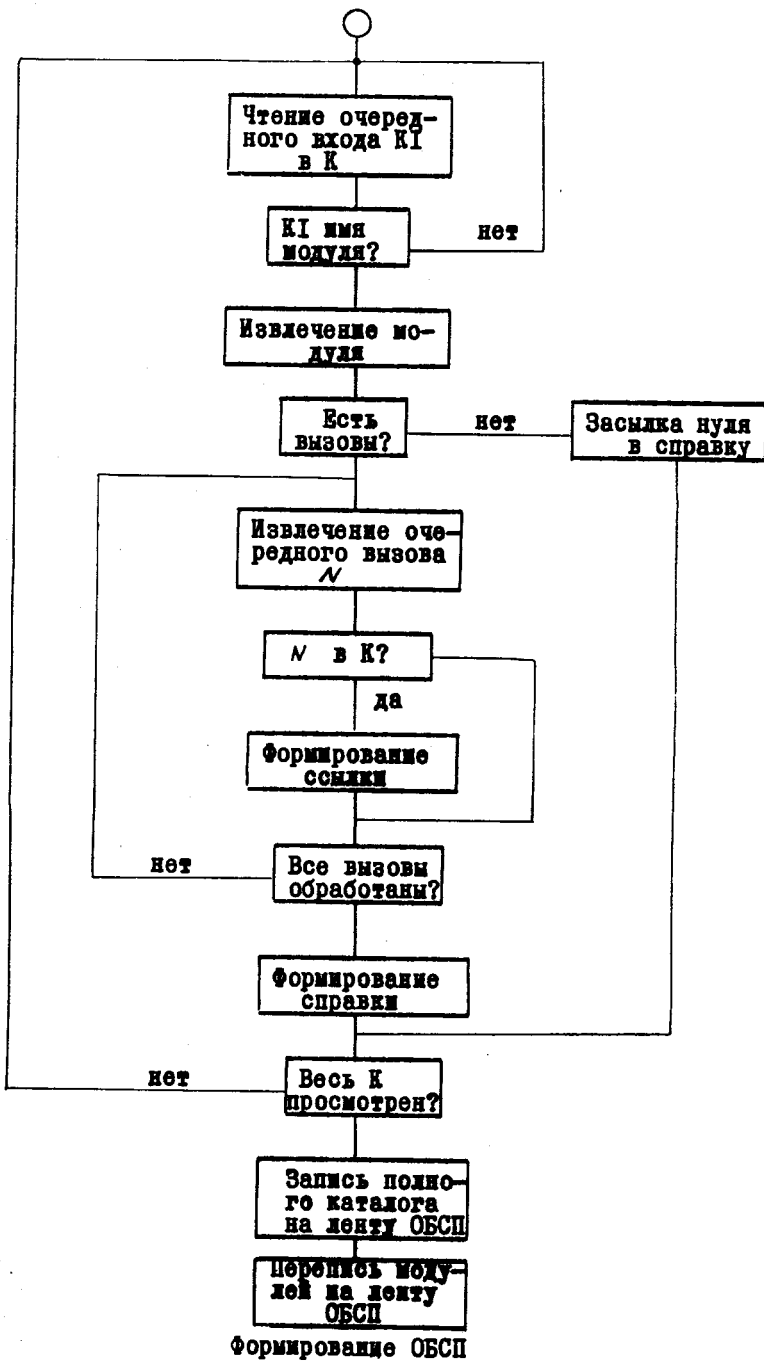 Чтение очеред-
ного входа KI
в К
KI имя
модуля?
нет
Извлечение мо-
дуля
Есть
вызовы?
нет
Засылка нуля
в справку
Извлечение оче-
редного вызова
N
N в К?
да
Формирование
ссылки
нет
Все вызовы
обработаны?
Формирование
справки
нет
Весь К
просмотрен?
Запись полно-
го каталога
на ленту ОБСП
Перепись моду-
лей на ленту
ОБСП
Формирование ОБСП